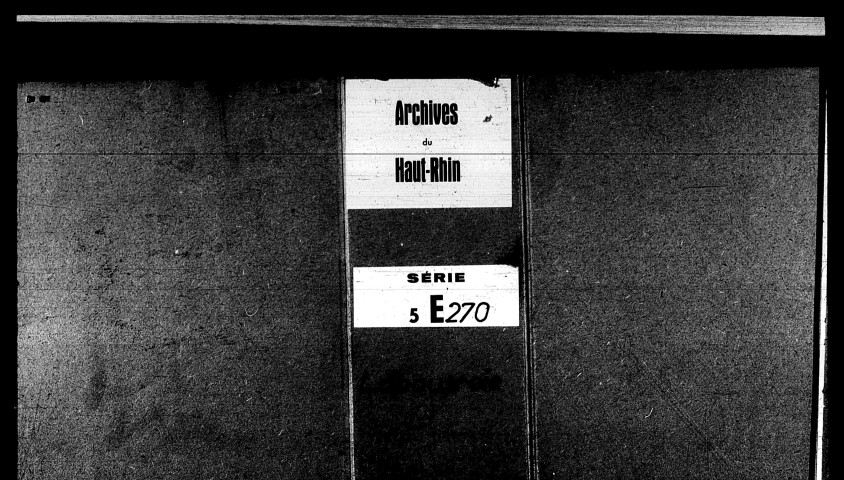 Archives
du
Haut-Rhin
SÉRIE
5 E270